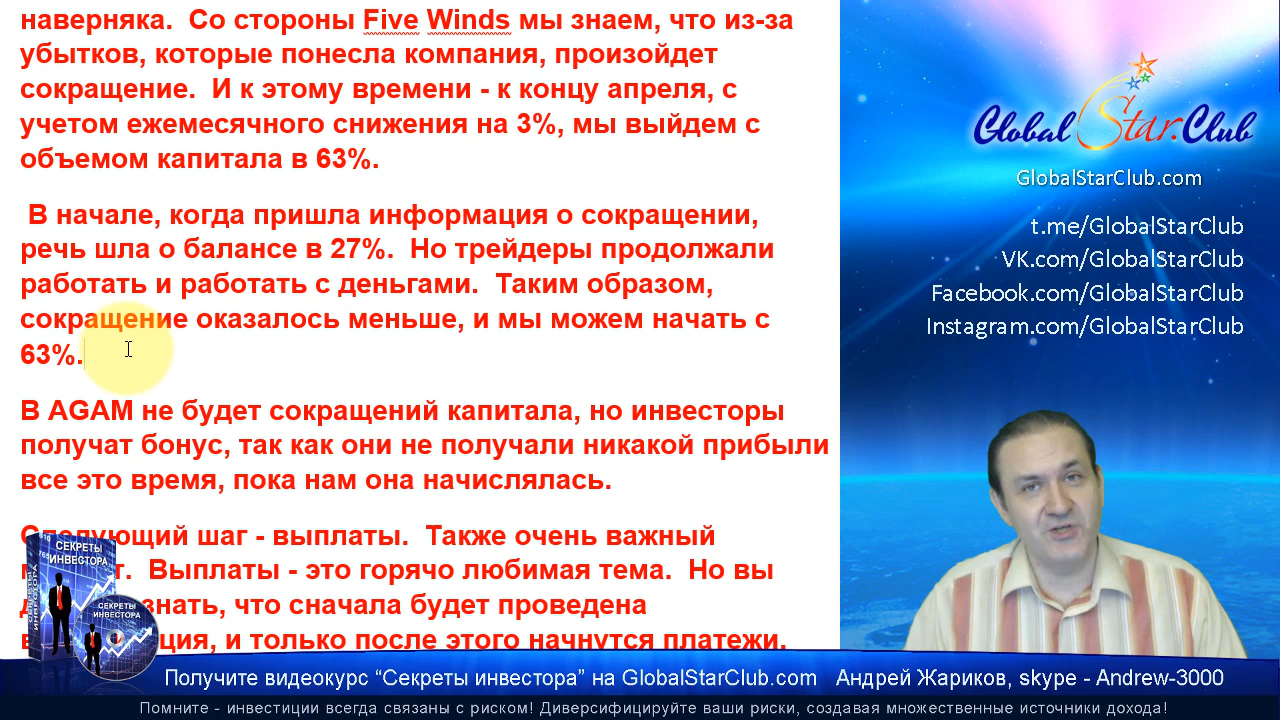 наверняка.  Со стороны Five Winds мы знаем, что из-за
убытков, которые понесла компания, произойдет
сокращение.  И к этому времени - к концу апреля, с
учетом ежемесячного снижения на 3%, мы выйдем с
объемом капитала в 63%.
В начале, когда пришла информация о сокращении,
речь шла о балансе в 27%.  Но трейдеры продолжали
работать и работать с деньгами.  Таким образом,
сокращение оказалось меньше, и мы можем начать с
63%.
В AGAM не будет сокращений капитала, но инвесторы
получат бонус, так как они не получали никакой прибыли
все это время, пока нам она начислялась.
Следующий шаг - выплаты.  Также очень важный
Выплаты - это горячо любимая тема.  Но вы
знать, что сначала будет проведена
и только после этого начнутся платежи.
СЕКРЕТЫ
ИНВЕСТОРА
СЕКРЕТЫ
ИНВЕСТОРА
СЕКРЕТЫ
ИНВЕСТОРА
Global Star.Club
GlobalStarClub.com
t.me/GlobalStarClub
VK.com/GlobalStarClub
Facebook.com/GlobalStarClub
Instagram.com/GlobalStarClub
Получите видеокурс “Секреты инвестора” на GlobalStarClub.com   Андрей Жариков, skype - Andrew-3000
Помните - инвестиции всегда связаны с риском! Диверсифицируйте ваши риски, создавая множественные источники дохода!